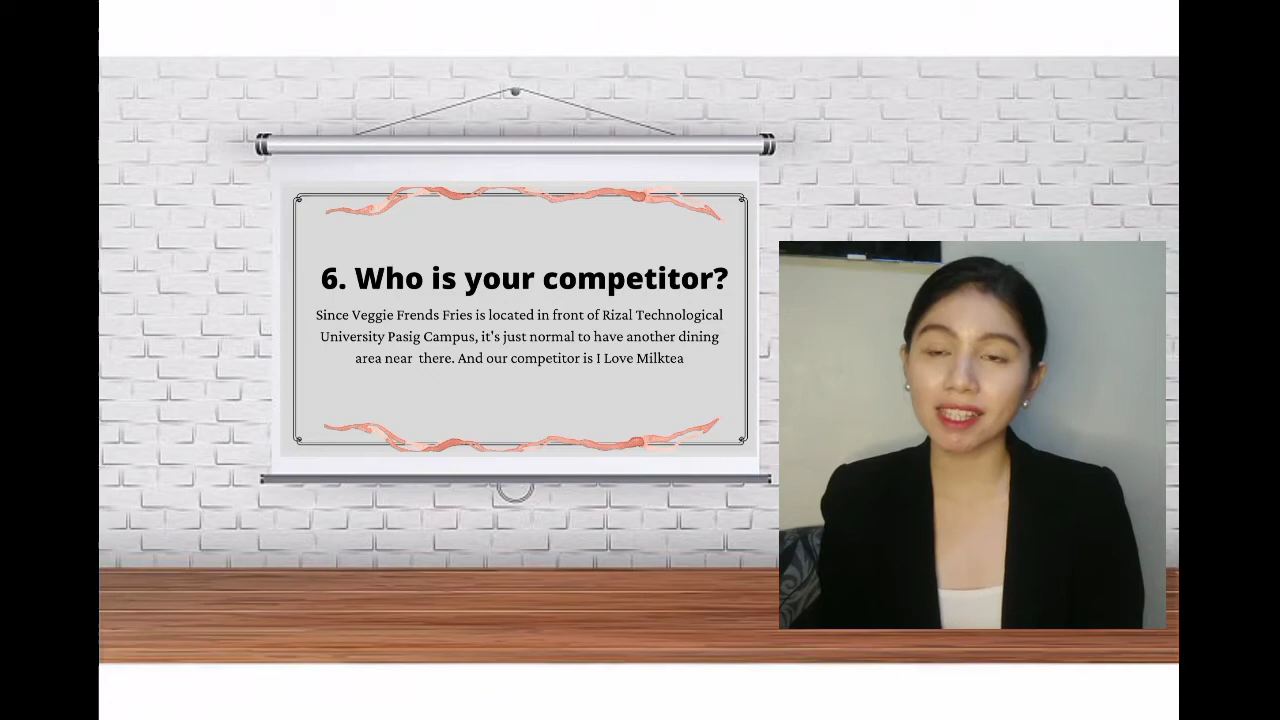 6. Who is your competitor?
Since Veggie Frends Fries is located in front of Rizal Technological
University Pasig Campus, it's just normal to have another dining
area near there. And our competitor is I Love Milktea